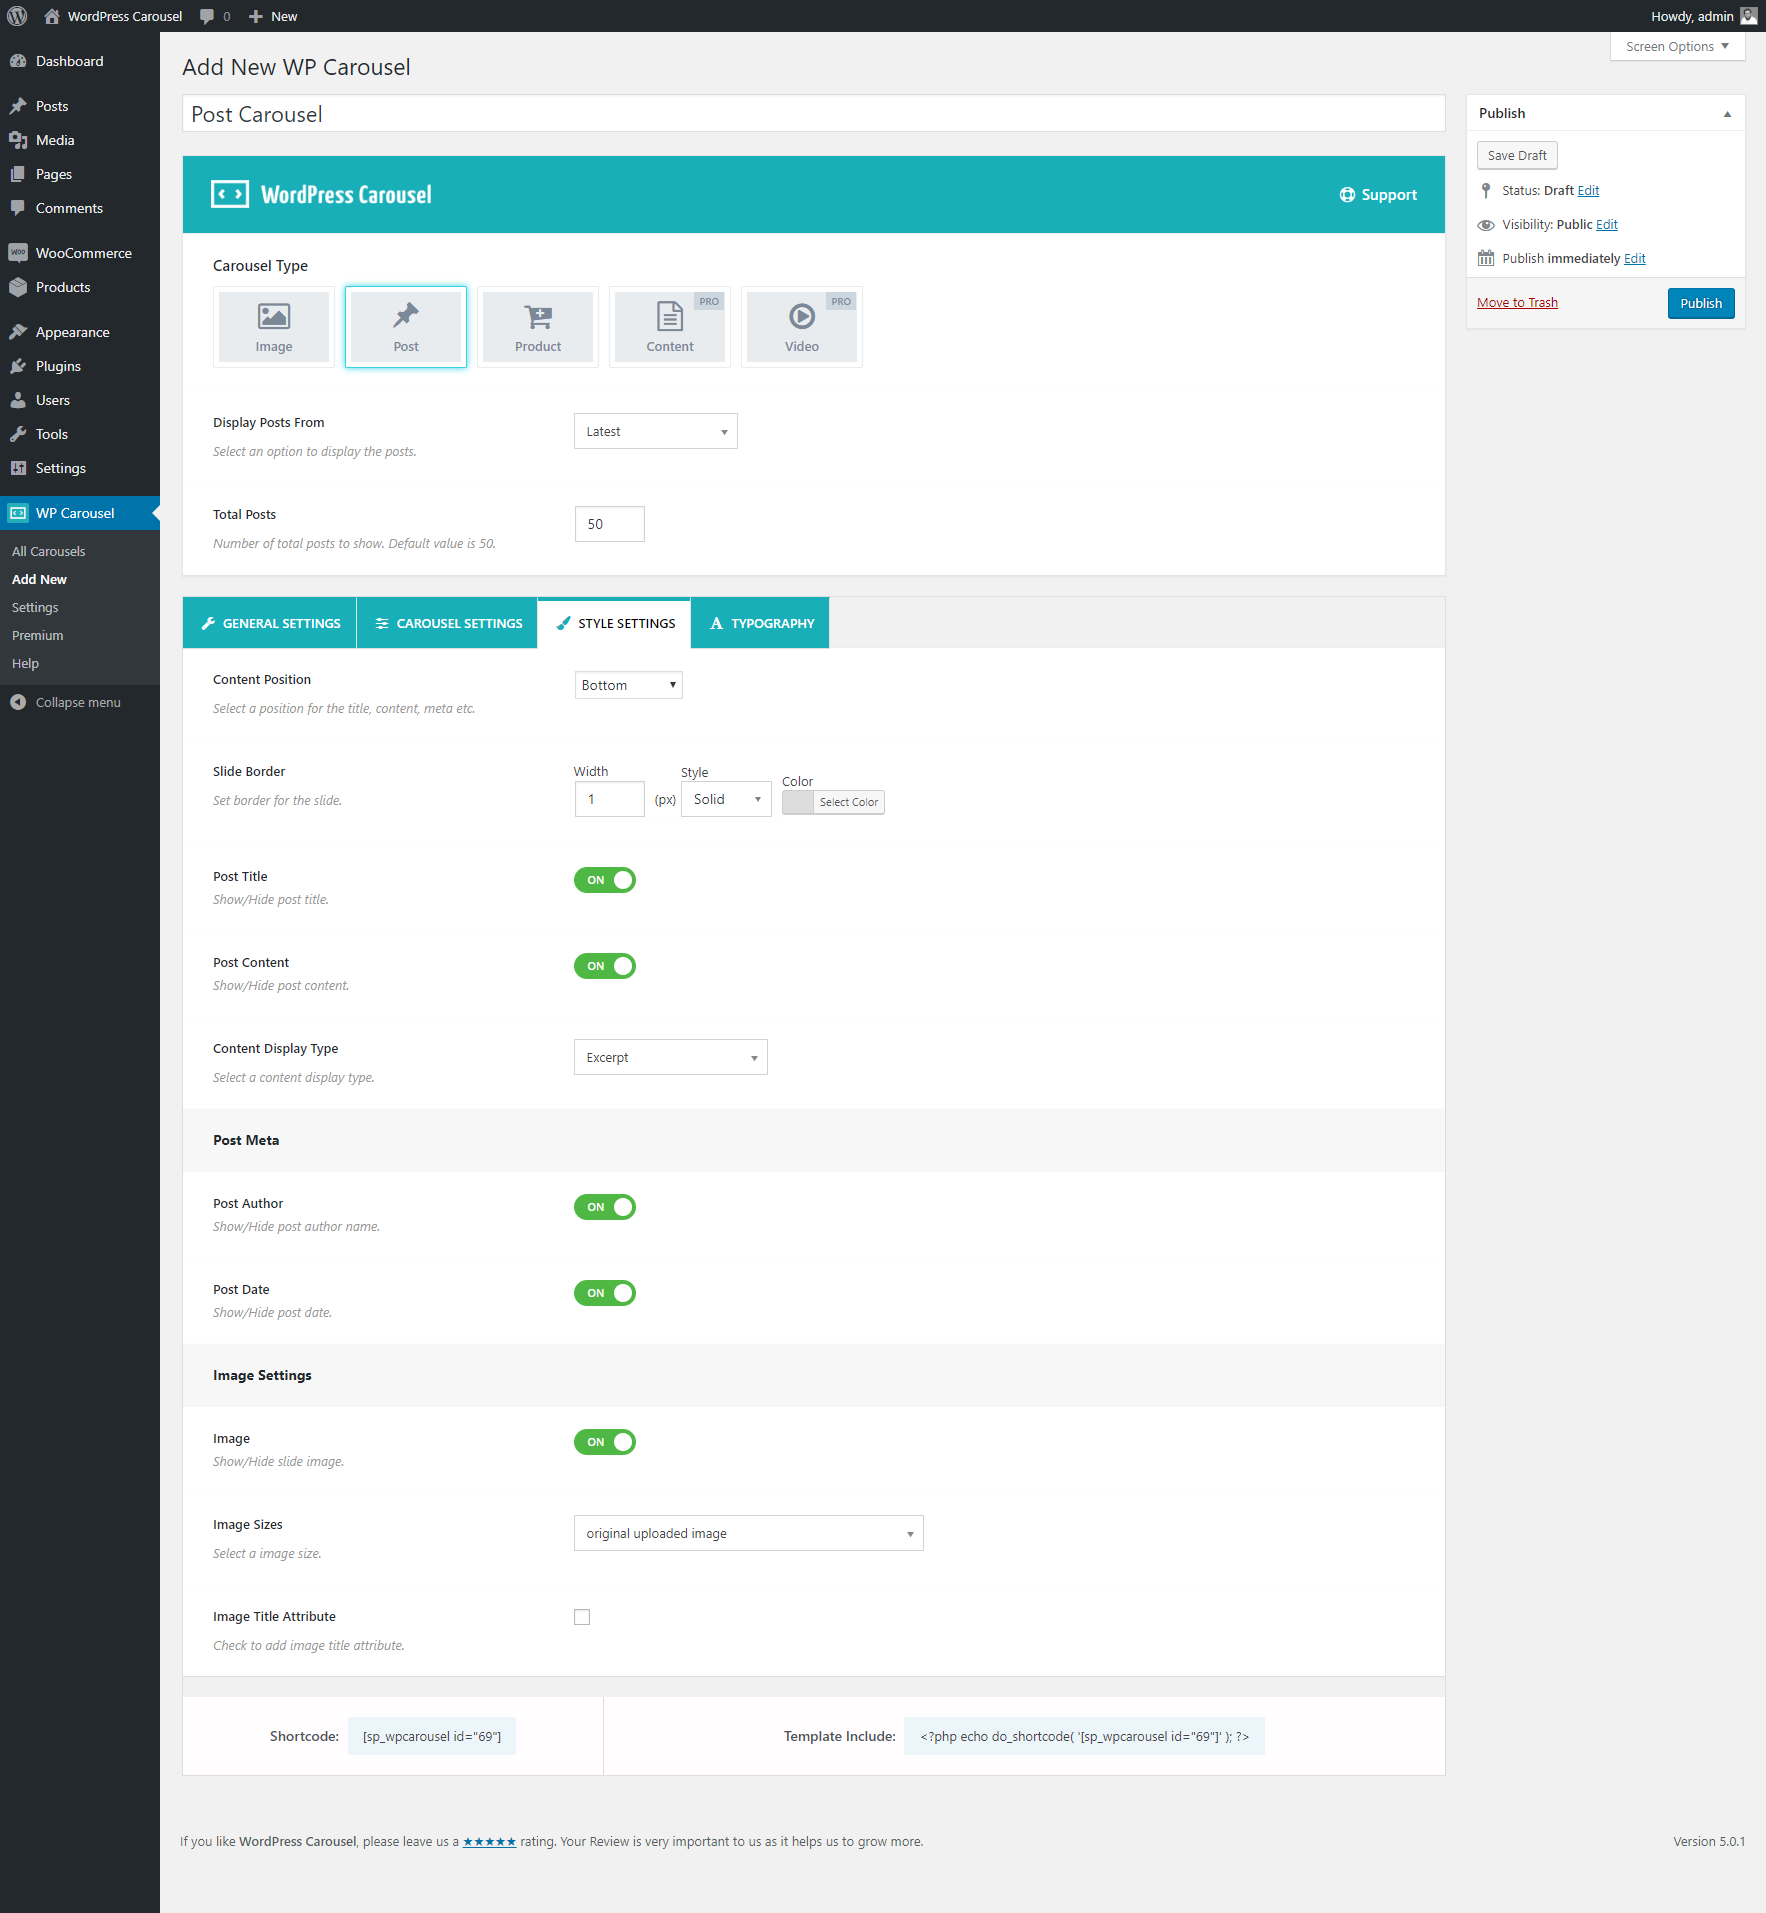 WordPress Carousel 0 New Howdy, admin
Screen Options
Dashboard
Posts
Media
Pages
Comments
WOO WooCommerce
Products
Appearance
Plugins
Users
Tools
Settings
WP Carousel
All Carousels
Add New
Settings
Premium
Help
Collapse menu
Add New WP Carousel
Post Carousel
WordPress Carousel Support
Carousel Type
Image
Post
Product
PRO
Content
PRO
Video
Display Posts From Latest
Select an option to display the posts.
Total Posts 50
Number of total posts to show. Default value is 50.
GENERAL SETTINGS CAROUSEL SETTINGS STYLE SETTINGS A TYPOGRAPHY
Content Position Bottom
Select a position for the title, content, meta etc.
Slide Border Width Style Color
Set border for the slide. 1 (px) Solid Select Color
Post Title ON
Show/Hide post title.
Post Content ON
Show/Hide post content.
Content Display Type Excerpt
Select a content display type.
Post Meta
Post Author ON
Show/Hide post author name.
Post Date ON
Show/Hide post date.
Image Settings
Image ON
Show/Hide slide image.
Image Sizes original uploaded image
Select a image size.
Image Title Attribute
Check to add image title attribute.
Shortcode: [sp_wpcarousel id="69"] Template Include: <?php echo do_shortcode( '[sp_wpcarousel id="69"]' ); ?>
Publish
Save Draft
Status: Draft Edit
Visibility: Public Edit
Publish immediately Edit
Move to Trash Publish
If you like WordPress Carousel, please leave us a ★★★★★ rating. Your Review is very important to us as it helps us to grow more. Version 5.0.1